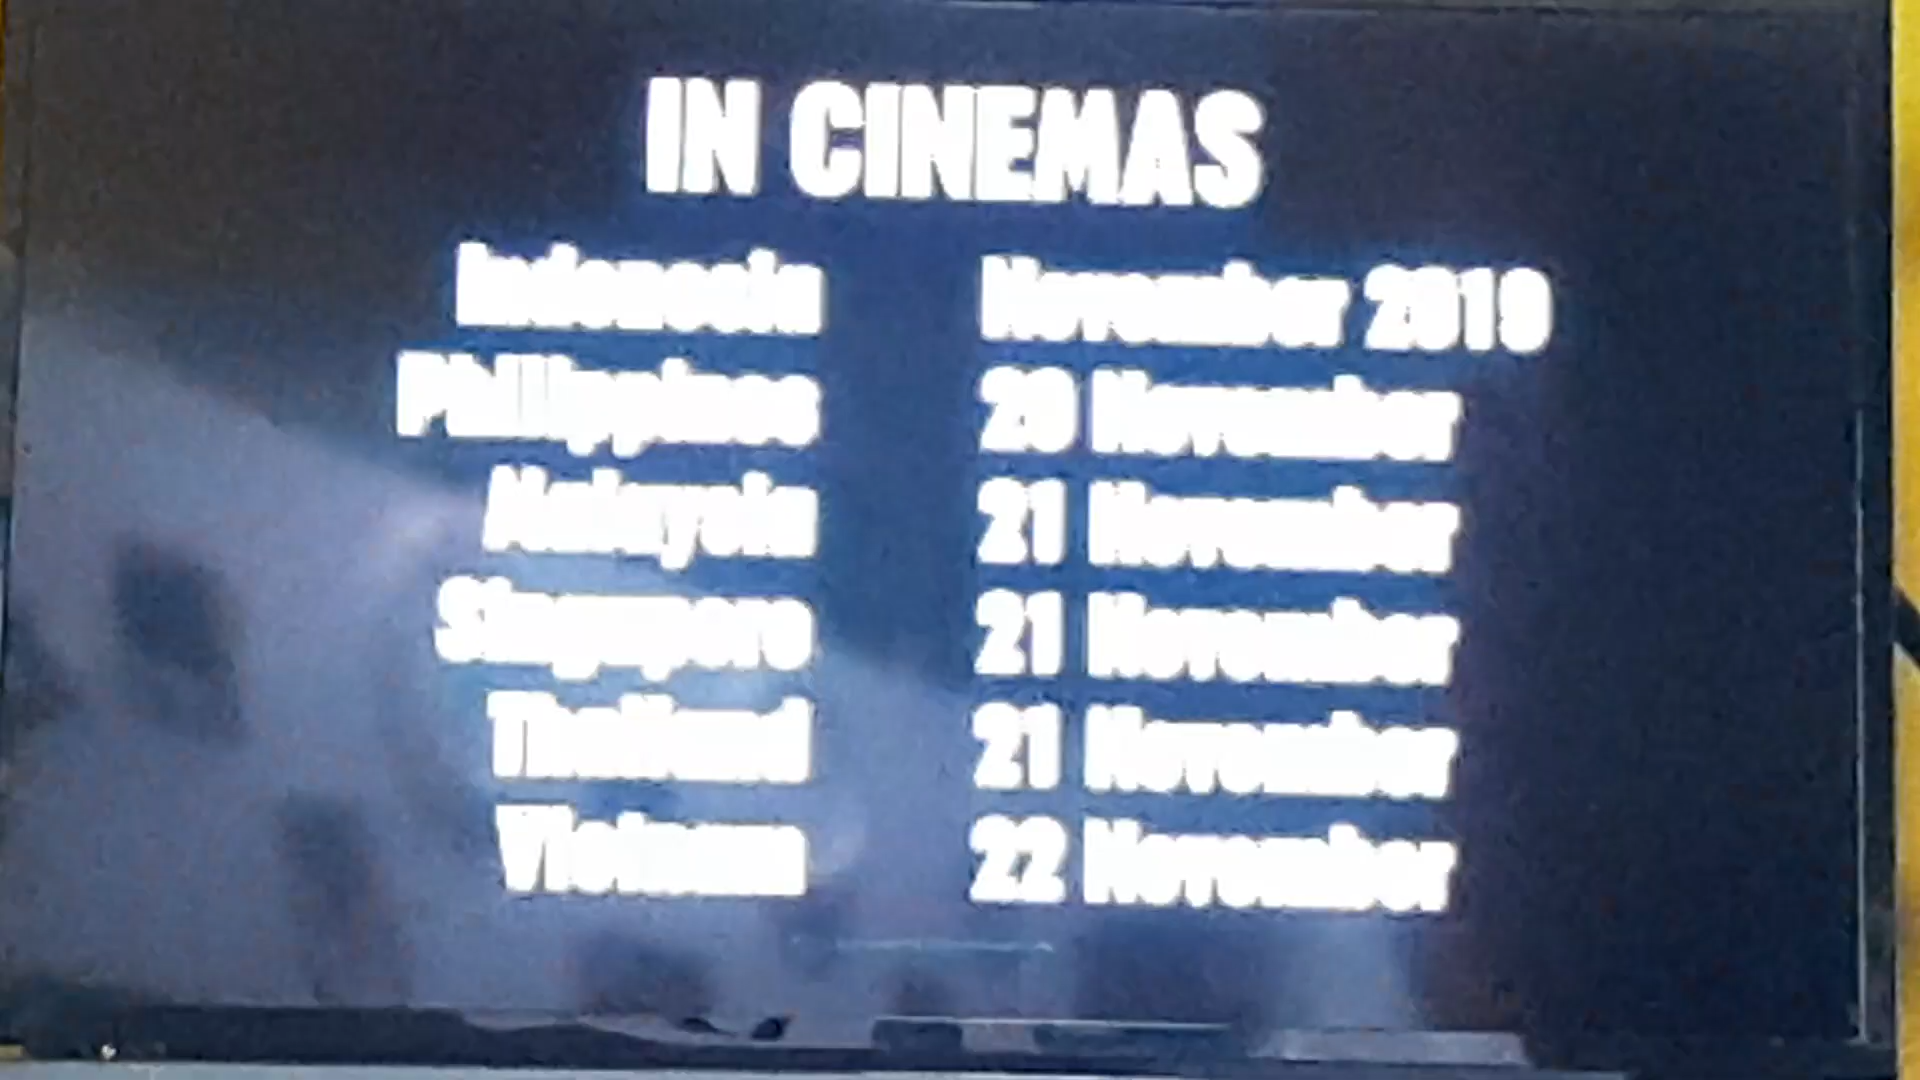 IN CINEMAS
Indonesia November 2019
Philippines 20 November
Malaysia 21 November
Singapore 21 November
Thailand 21 November
Vietnam 22 November